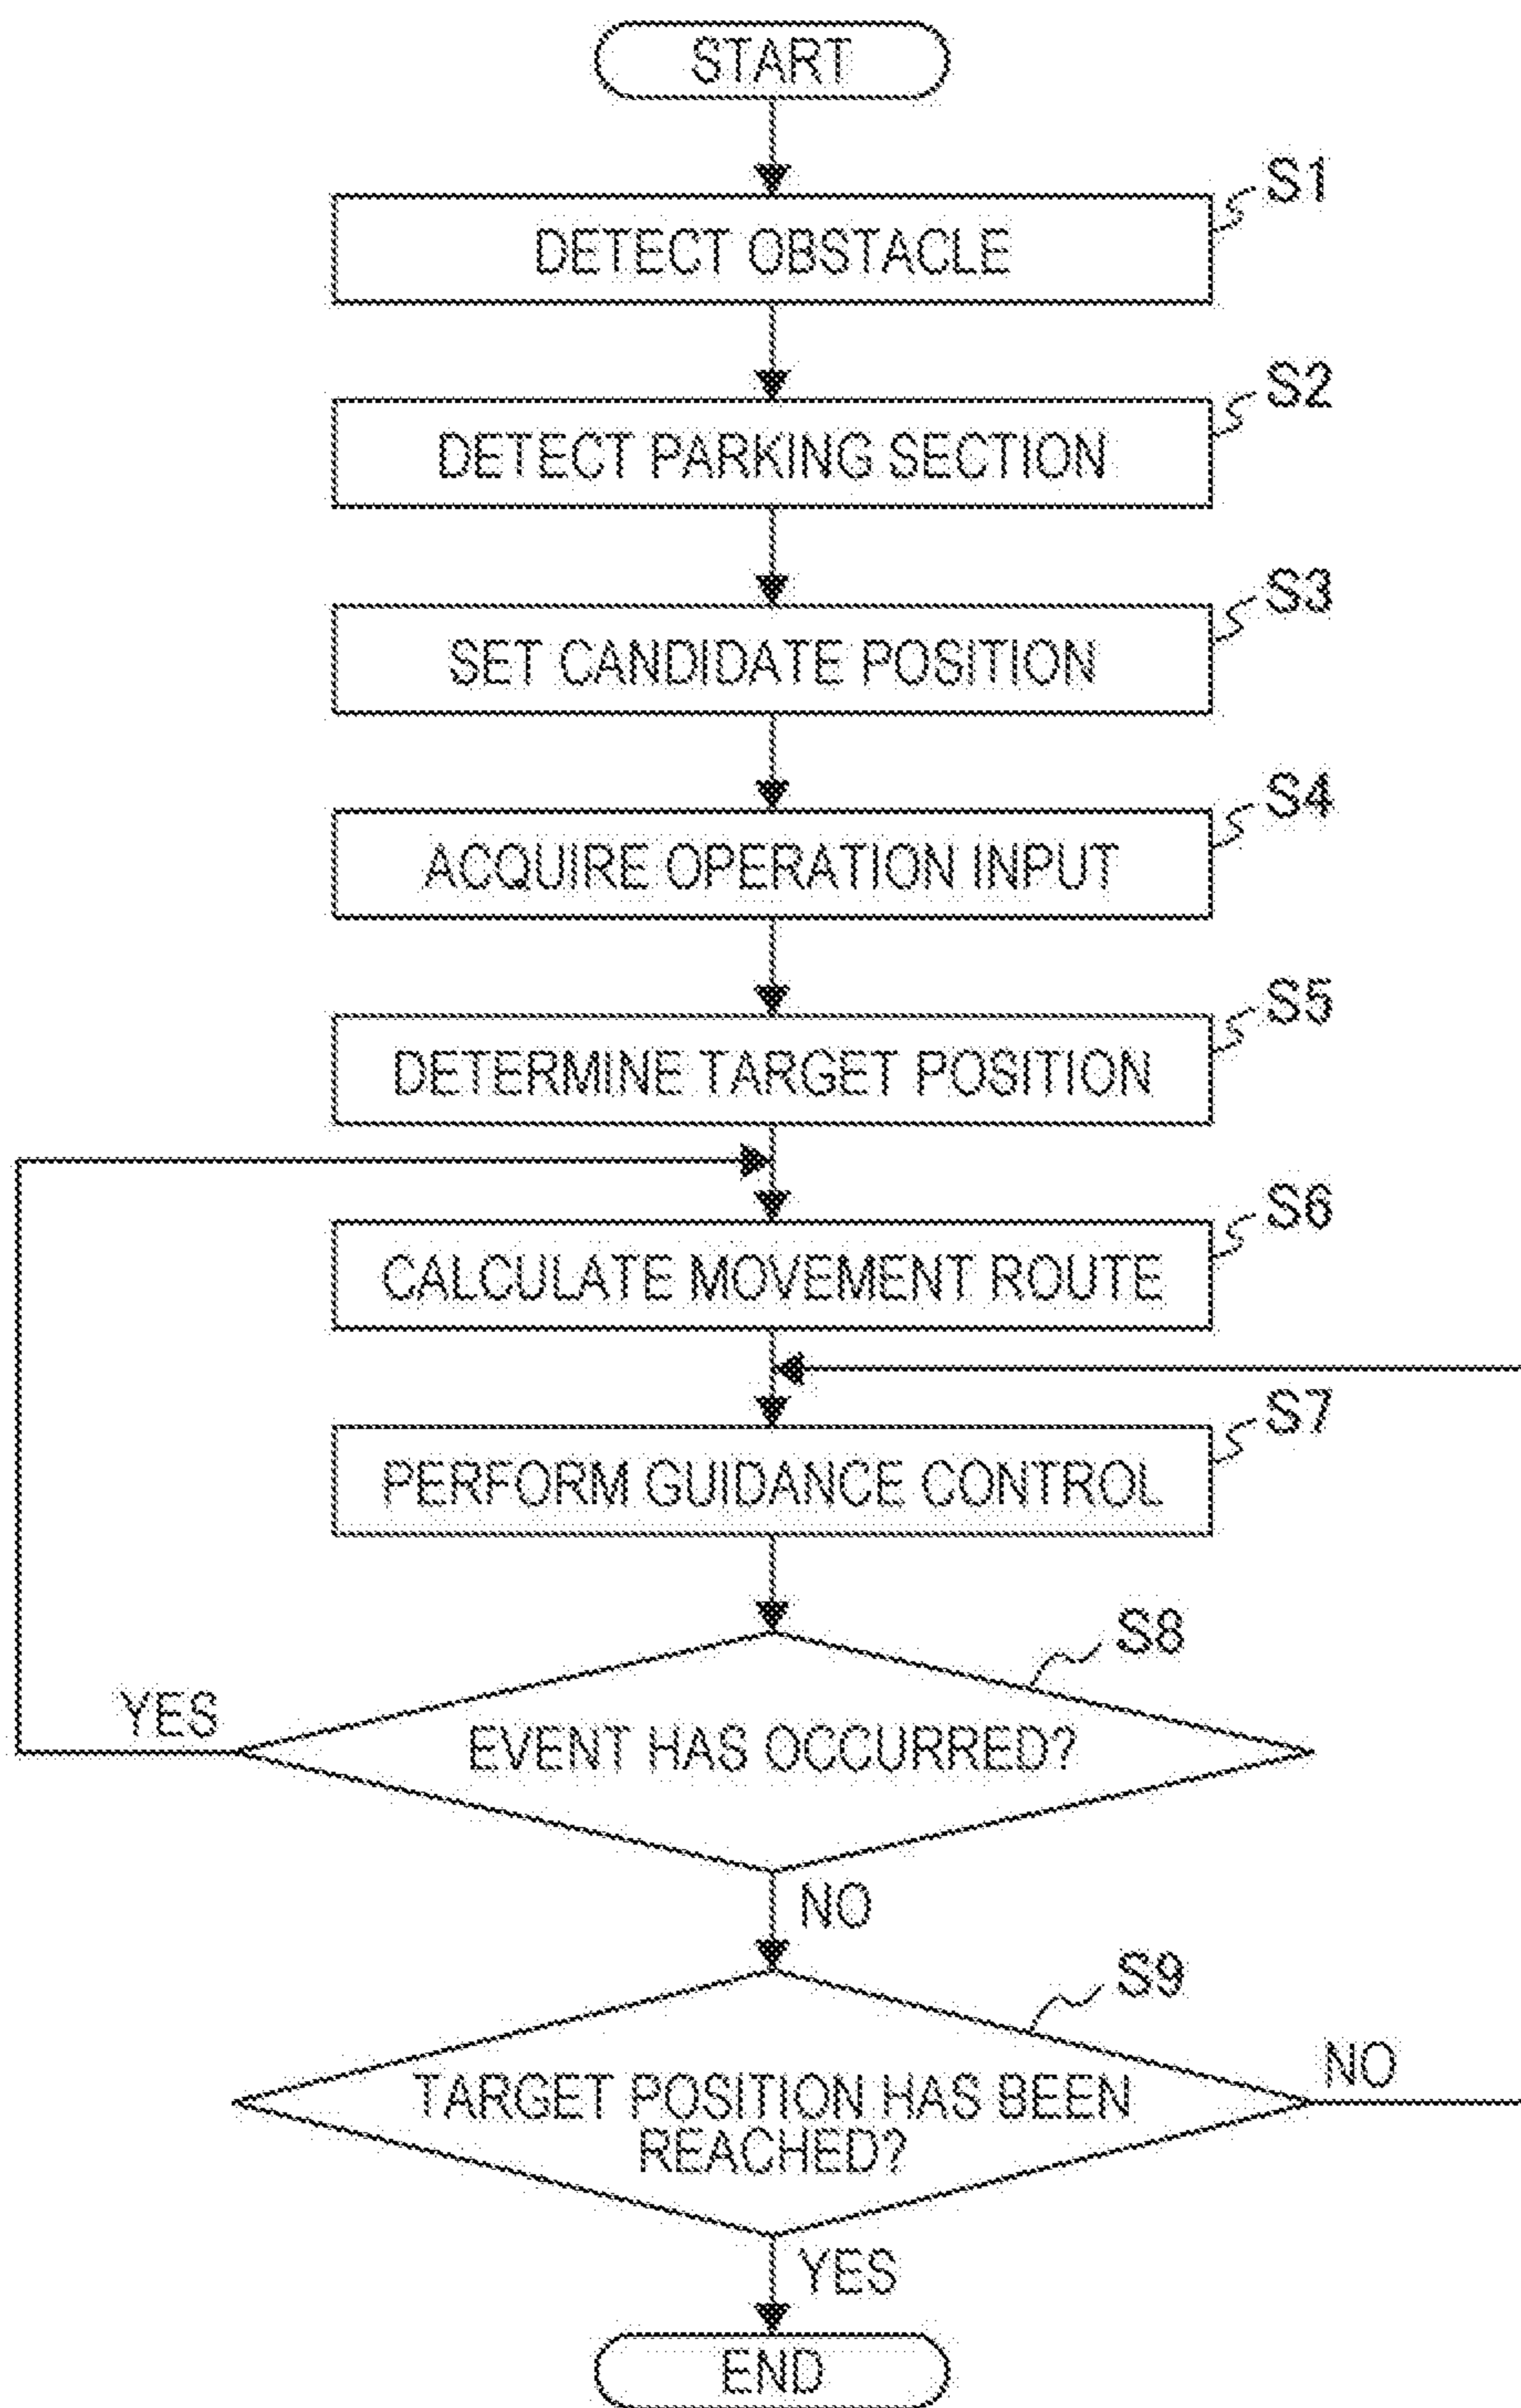 START
S1
DETECT OBSTACLE
S2
DETECT PARKING SECTION
S3
SET CANDIDATE POSITION
S4
ACQUIRE OPERATION INPUT
S5
DETERMINE TARGET POSITION
S6
CALCULATE MOVEMENT ROUTE
S7
PERFORM GUIDANCE CONTROL
S8
YES
EVENT HAS OCCURRED?
NO
S9
NO
TARGET POSITION HAS BEEN
REACHED?
YES
END